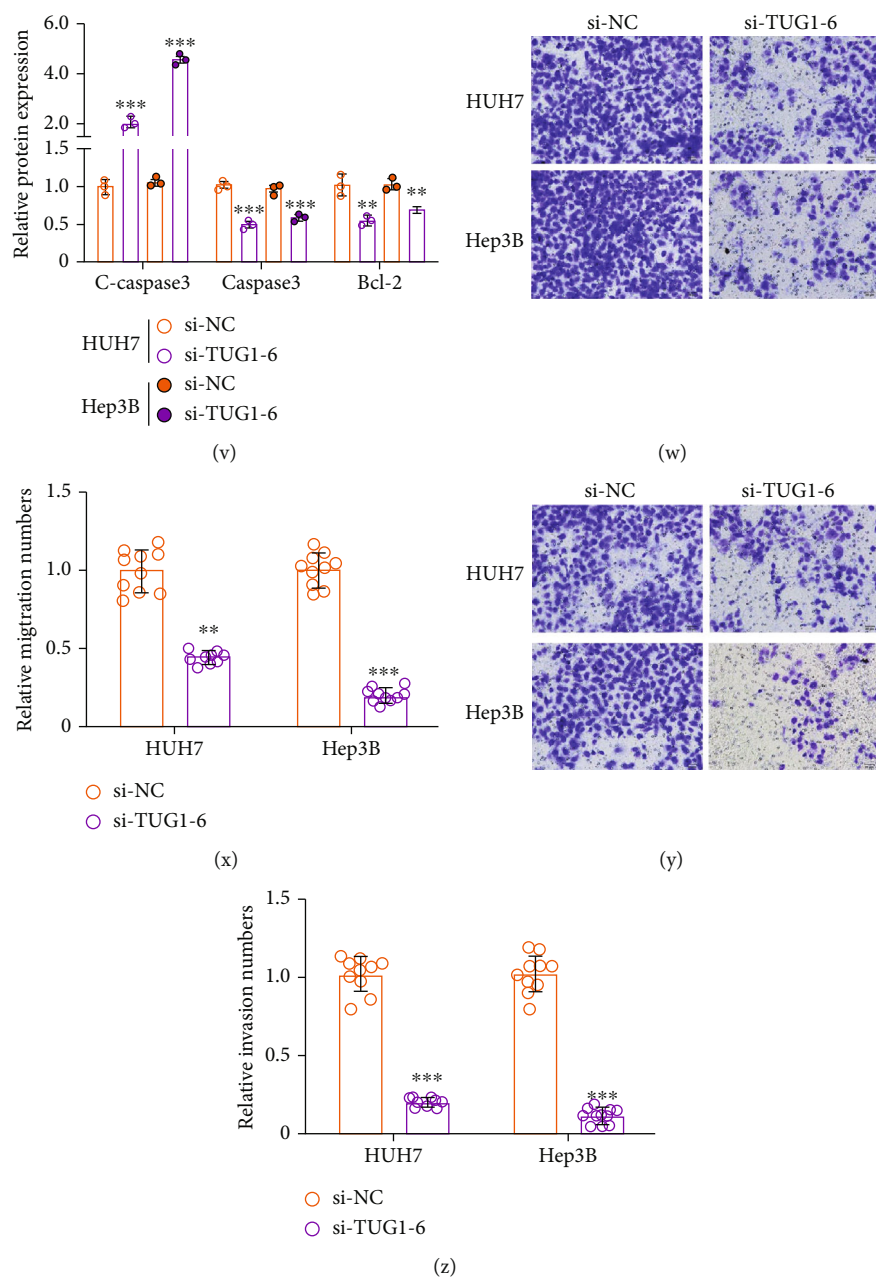 6.0
4.0
2.0
1.5
1.0
0.5
0
Relative protein expression
***
***
***
***
**
**
C-caspase3 Caspase3 Bcl-2
HUH7
si-NC
si-TUG1-6
Hep3B
si-NC
si-TUG1-6
(v)
si-NC si-TUG1-6
HUH7
Hep3B
(w)
1.5
1.0
0.5
0
Relative migtration numbers
**
***
HUH7 Hep3B
si-NC
si-TUG1-6
(x)
si-NC si-TUG1-6
HUH7
Hep3B
(y)
1.5
1.0
0.5
0
Relative invasion numbers
***
***
HUH7 Hep3B
si-NC
si-TUG1-6
(z)